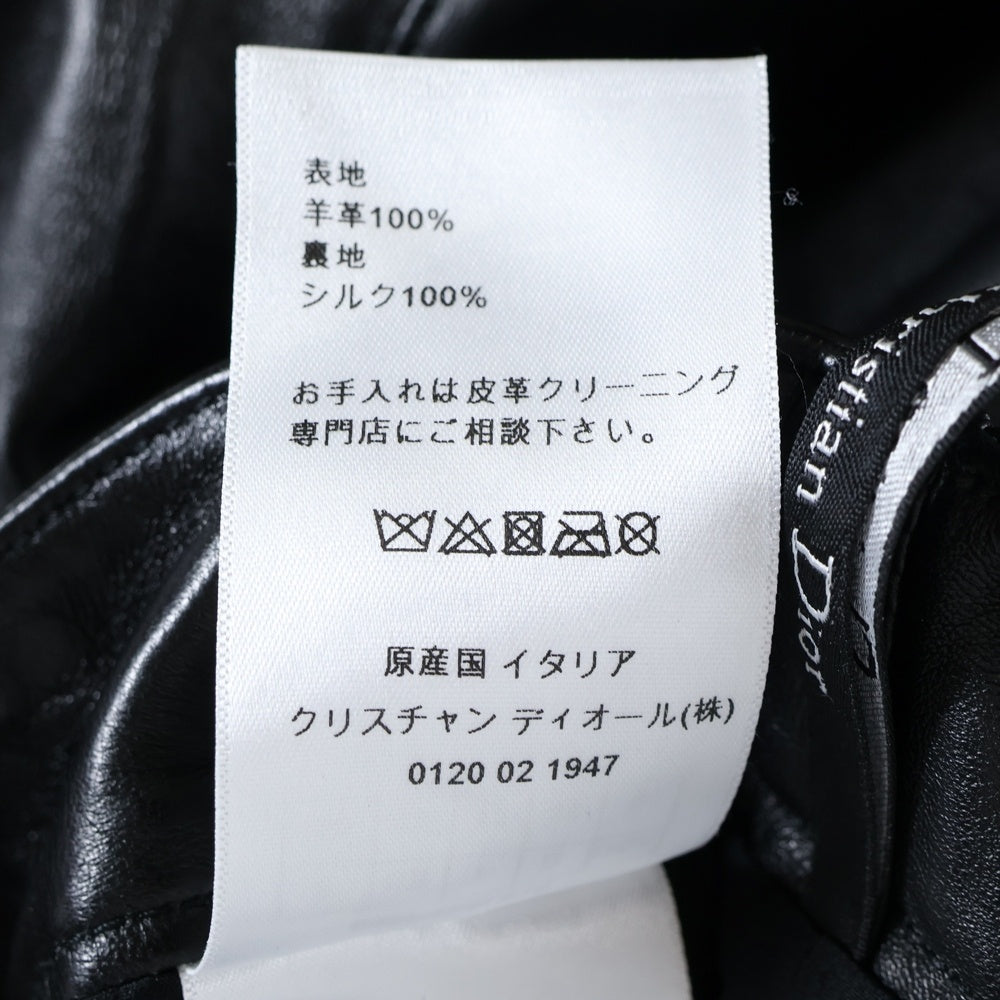 表地
羊革100%
裏地
シルク100%
お手入れは皮革クリーニング
専門店にご相談下さい。
原産国 イタリア
クリスチャン ディオール(株)
0120 02 1947
ristian Dior